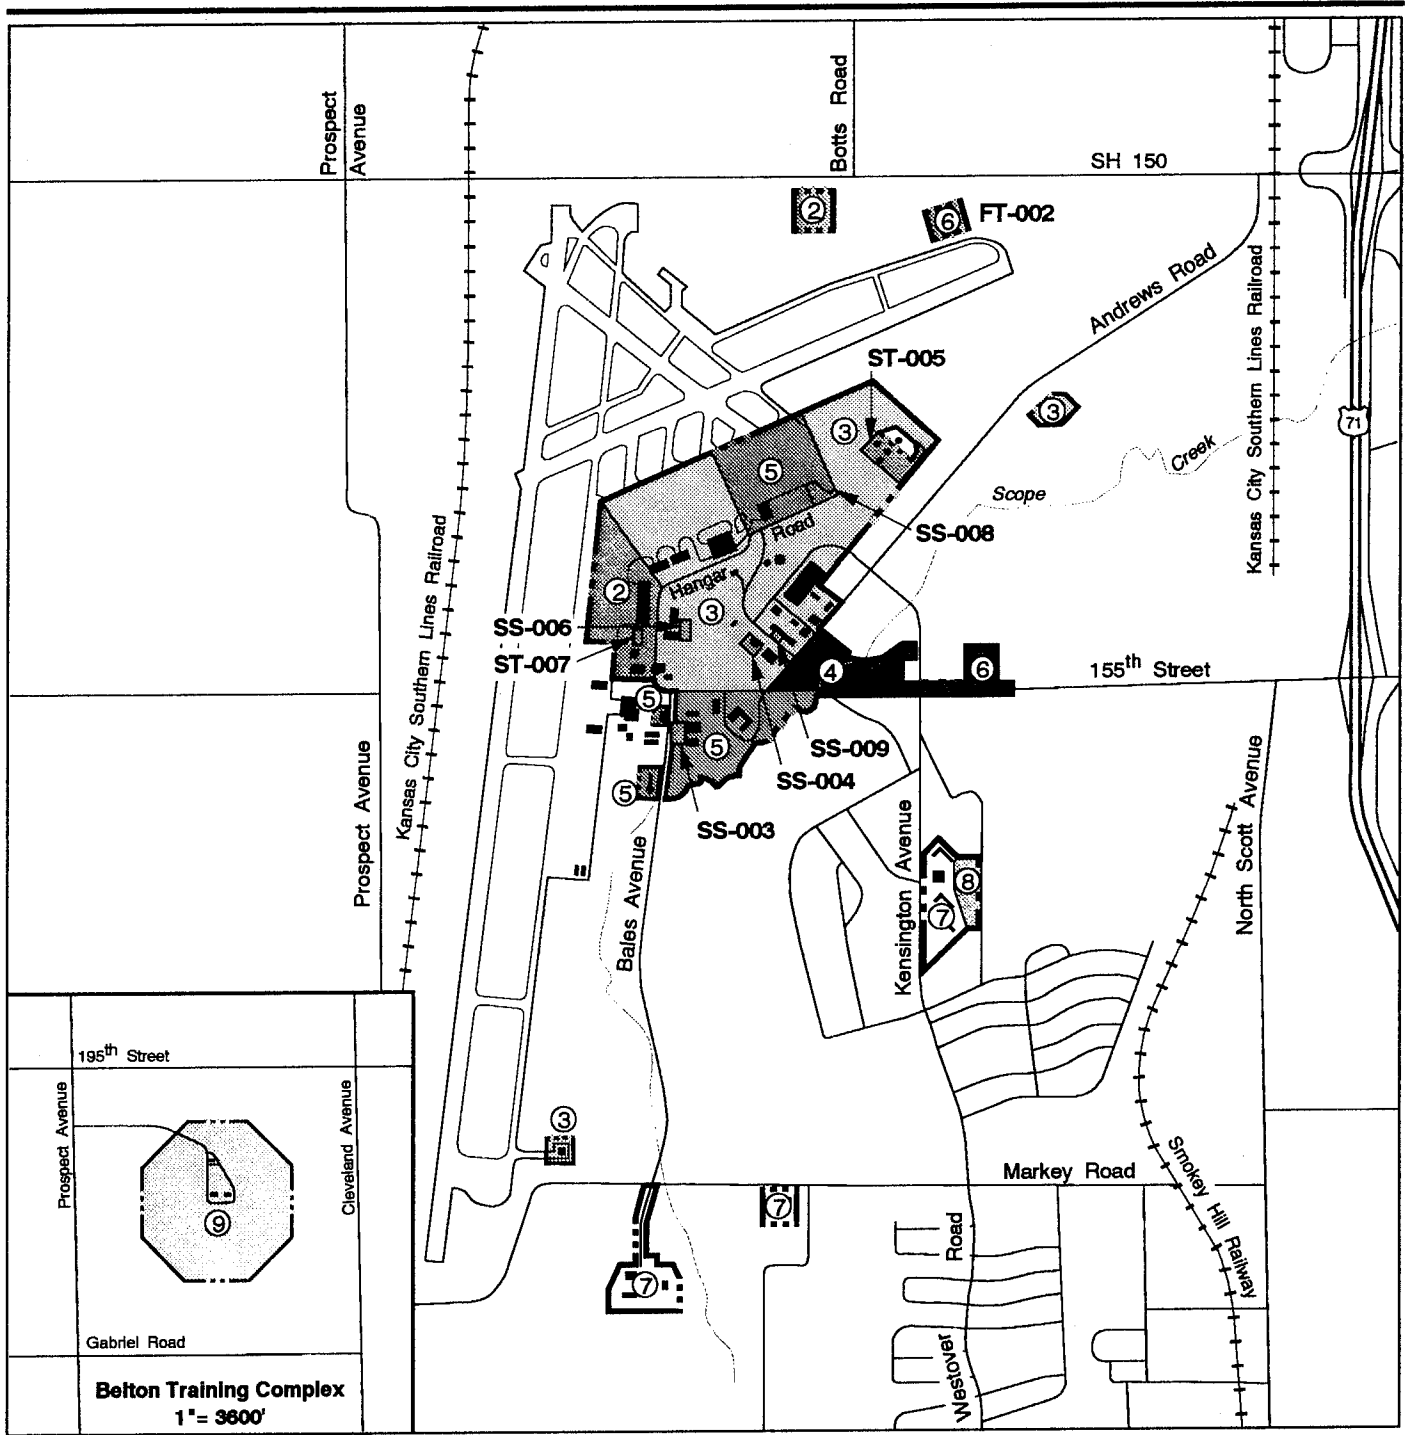 Prospect
Avenue
Botts Road
SH 150
②
⑥
FT-002
Andrews Road
Kansas City Southern Lines Railroad
ST-005
③
③
71
Creek
Scope
⑤
SS-008
Road
Hangar
②
③
SS-006
ST-007
④
⑥
155th Street
⑤
⑤
SS-009
SS-004
⑤
SS-003
Kansas City Southern Lines Railroad
Prospect Avenue
Bales Avenue
Kensington Avenue
⑧
⑦
North Scott Avenue
195th Street
Prospect Avenue
Cleveland Avenue
⑨
Gabriel Road
Belton Training Complex
1"= 3600'
③
Markey Road
⑦
⑦
Smokey Hill Railway
Westover Road